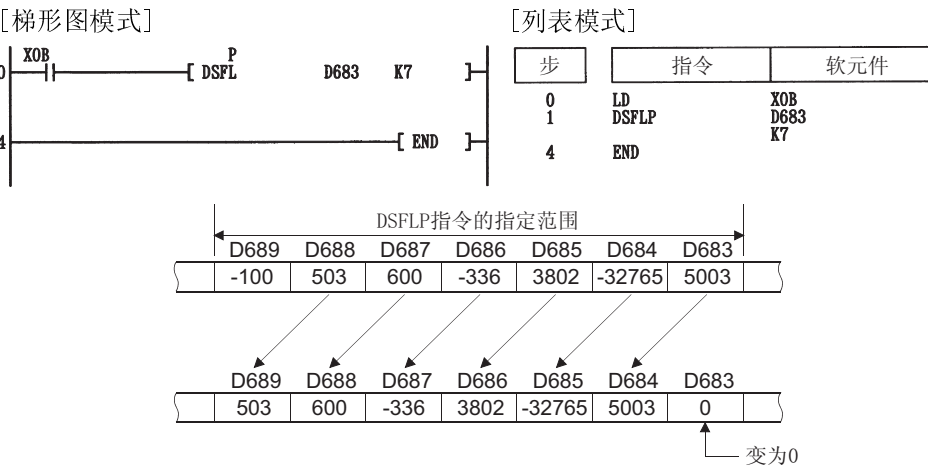 [梯形图模式]
[列表模式]
X0B
P
0
[ DSFL D683 K7 ]
4
[ END ]
步 指令 软元件
0 LD X0B
1 DSFLP D683
K7
4 END
DSFLP指令的指定范围
D689 D688 D687 D686 D685 D684 D683
-100 503 600 -336 3802 -32765 5003
D689 D688 D687 D686 D685 D684 D683
503 600 -336 3802 -32765 5003 0
变为0